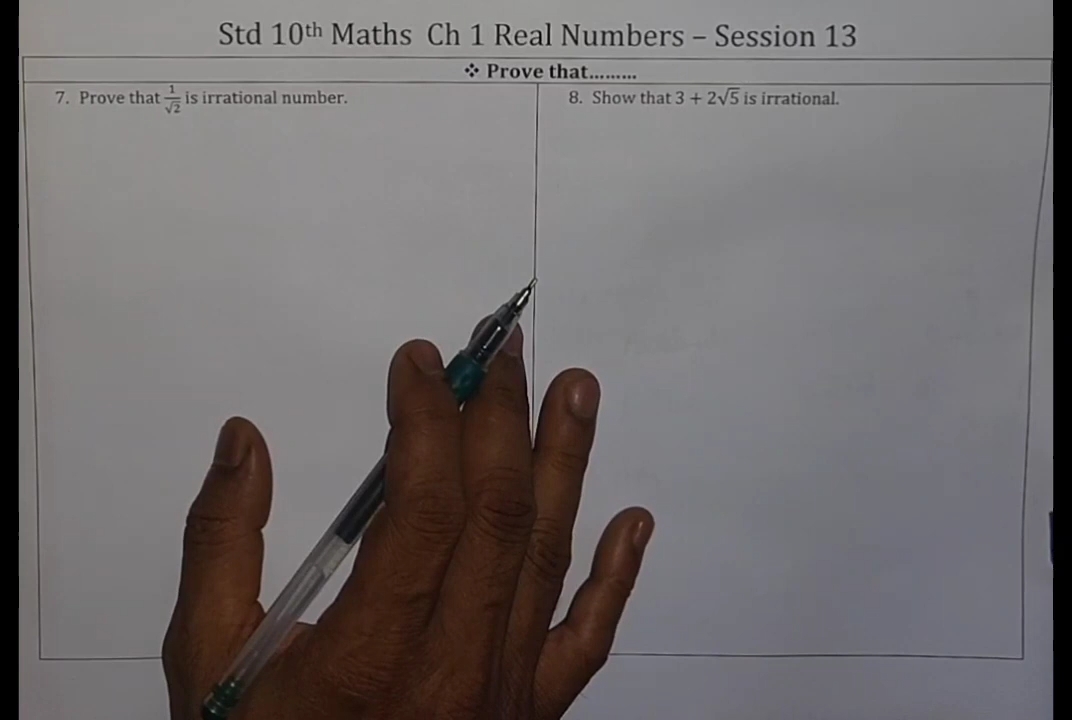 Std 10th Maths Ch 1 Real Numbers – Session 13
❖ Prove that.........
7. Prove that 1/√2 is irrational number.
8. Show that 3 + 2√5 is irrational.